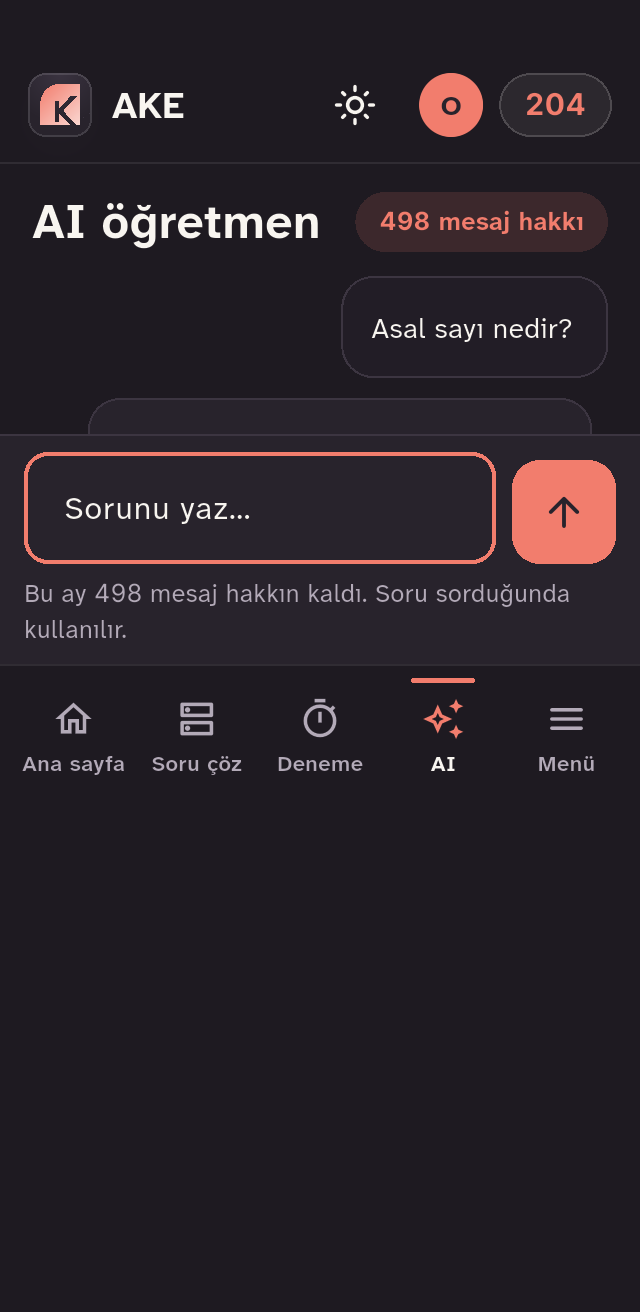 AKE
O
204
AI öğretmen
498 mesaj hakkı
Asal sayı nedir?
Sorunu yaz...
Bu ay 498 mesaj hakkın kaldı. Soru sorduğunda
kullanılır.
Ana sayfa
Soru çöz
Deneme
AI
Menü